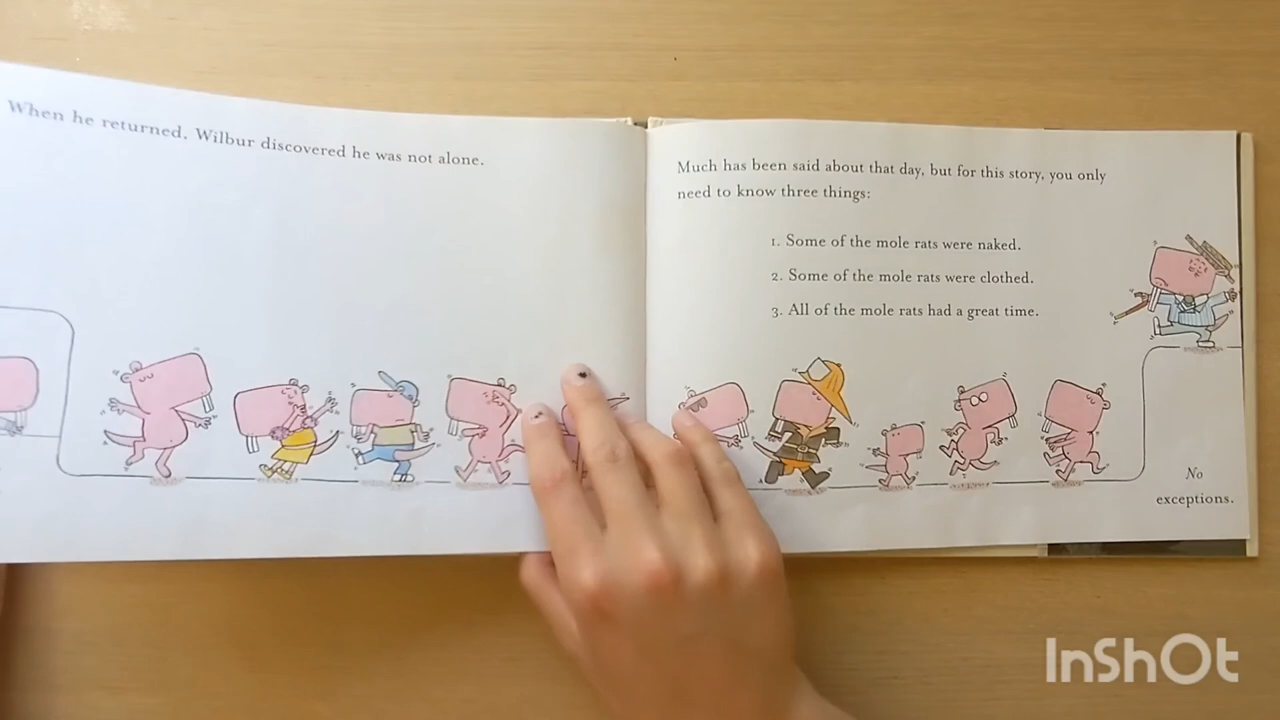 When he returned, Wilbur discovered he was not alone.
Much has been said about that day, but for this story, you only
need to know three things:
1. Some of the mole rats were naked.
2. Some of the mole rats were clothed.
3. All of the mole rats had a great time.
No
exceptions.
InShOt